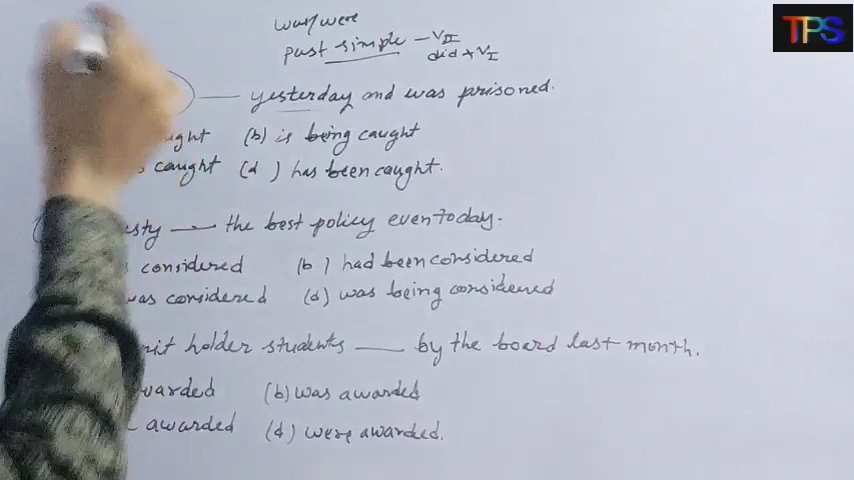 TPS
was/were
past simple – VII
did + VI
—— yesterday and was prisoned.
(b) is being caught
caught (d) has been caught.
—— the best policy even today.
considered (b) had been considered
was considered (d) was being considered
holder students —— by the board last month.
(b) was awarded
awarded (d) were awarded.